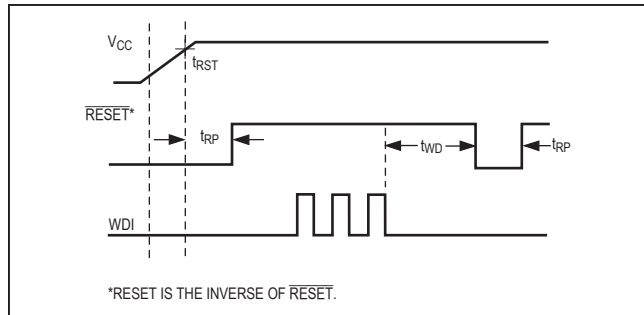 VCC
tRST
RESET*
tRP
tWD
tRP
WDI
*RESET IS THE INVERSE OF RESET.